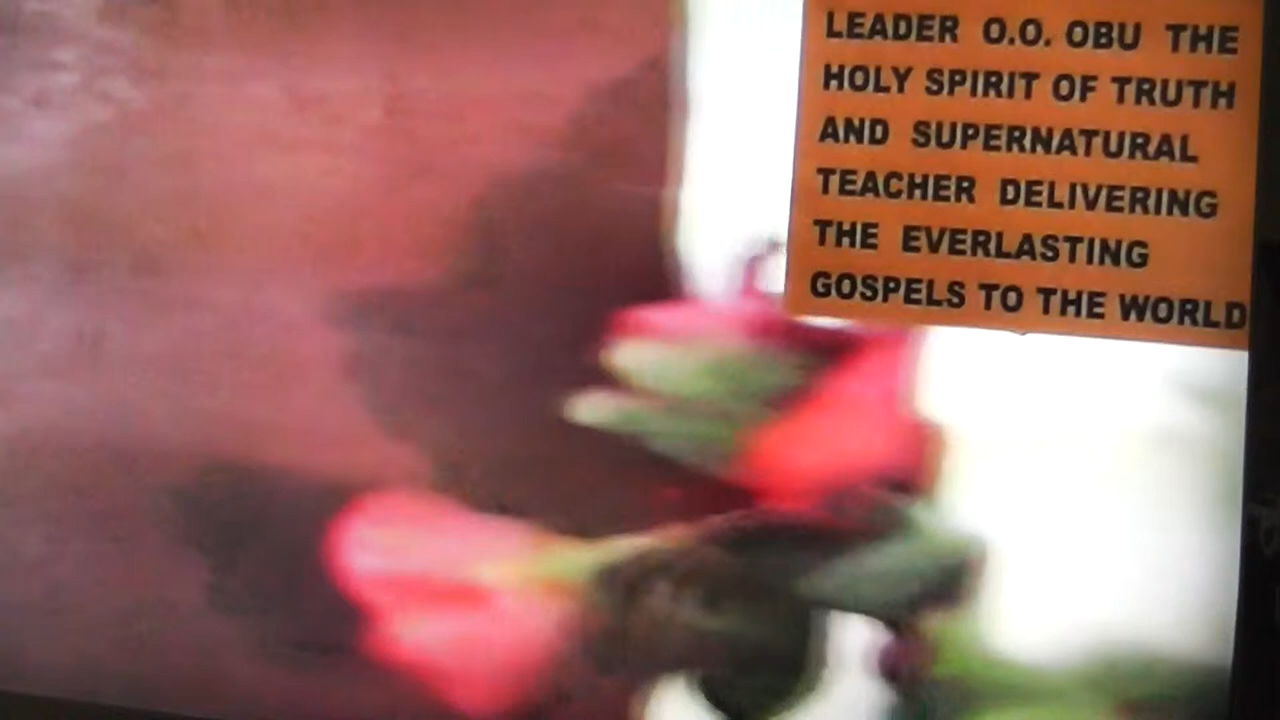 LEADER O.O. OBU THE
HOLY SPIRIT OF TRUTH
AND SUPERNATURAL
TEACHER DELIVERING
THE EVERLASTING
GOSPELS TO THE WORLD